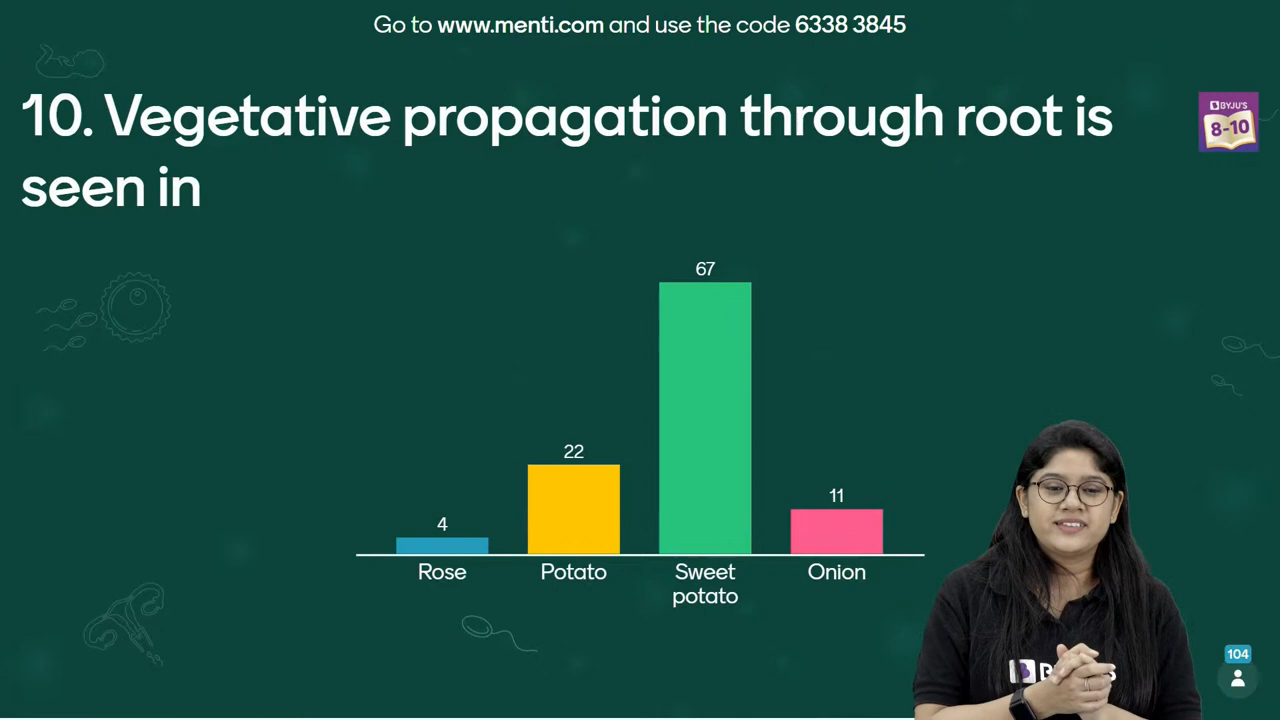 Go to www.menti.com and use the code 6338 3845
10. Vegetative propagation through root is
seen in
BYJU'S
8-10
67
22
11
4
Rose
Potato
Sweet
potato
Onion
104